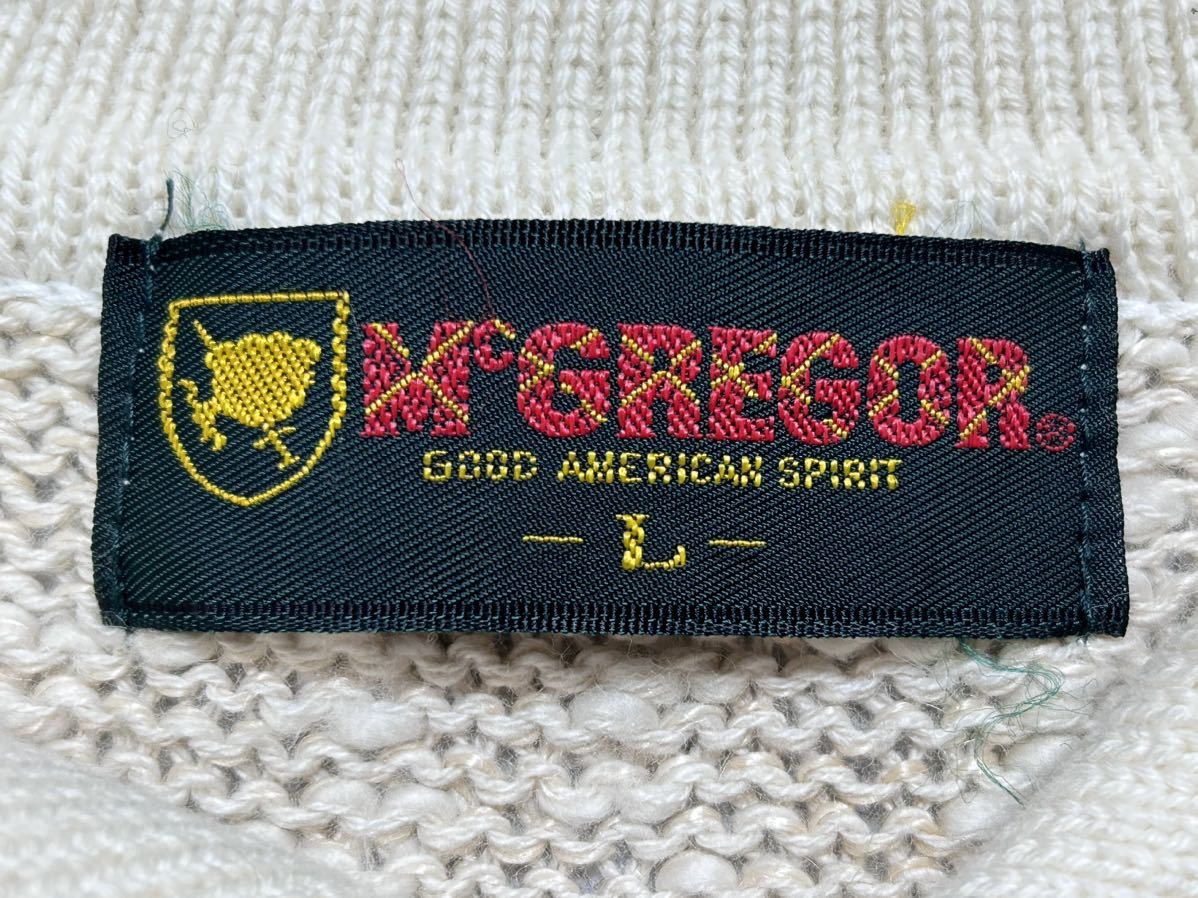 McGREGOR®
GOOD AMERICAN SPIRIT
- L -